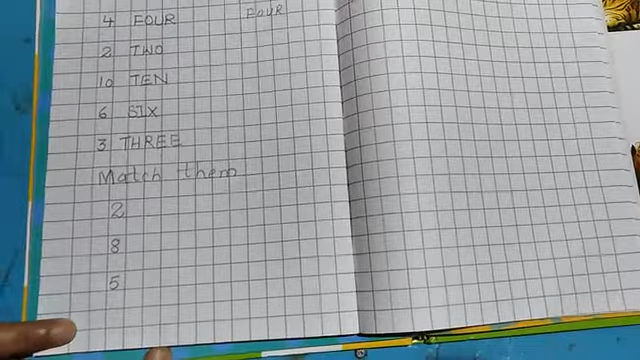 4 FOUR FOUR
2 TWO
10 TEN
6 SIX
3 THREE
Match them
2
8
5